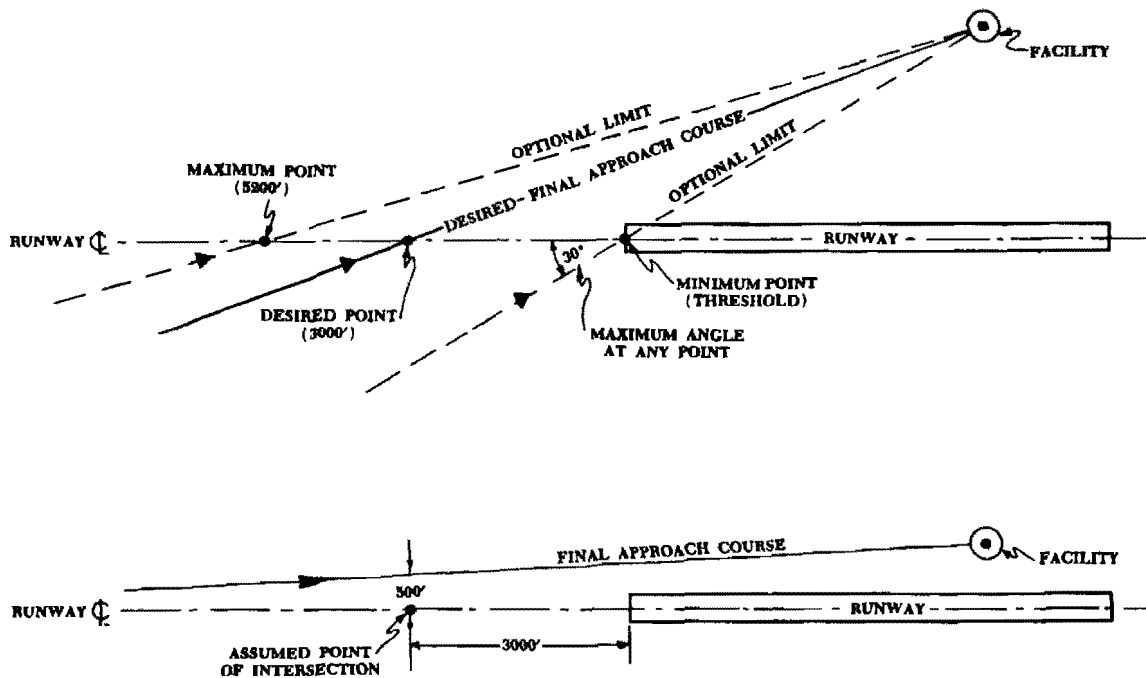 FACILITY
OPTIONAL LIMIT
DESIRED-FINAL APPROACH COURSE
OPTIONAL LIMIT
MAXIMUM POINT
(5200')
RUNWAY ℄
RUNWAY
30°
DESIRED POINT
(3000')
MINIMUM POINT
(THRESHOLD)
MAXIMUM ANGLE
AT ANY POINT
FINAL APPROACH COURSE
FACILITY
500'
RUNWAY ℄
RUNWAY
3000'
ASSUMED POINT
OF INTERSECTION